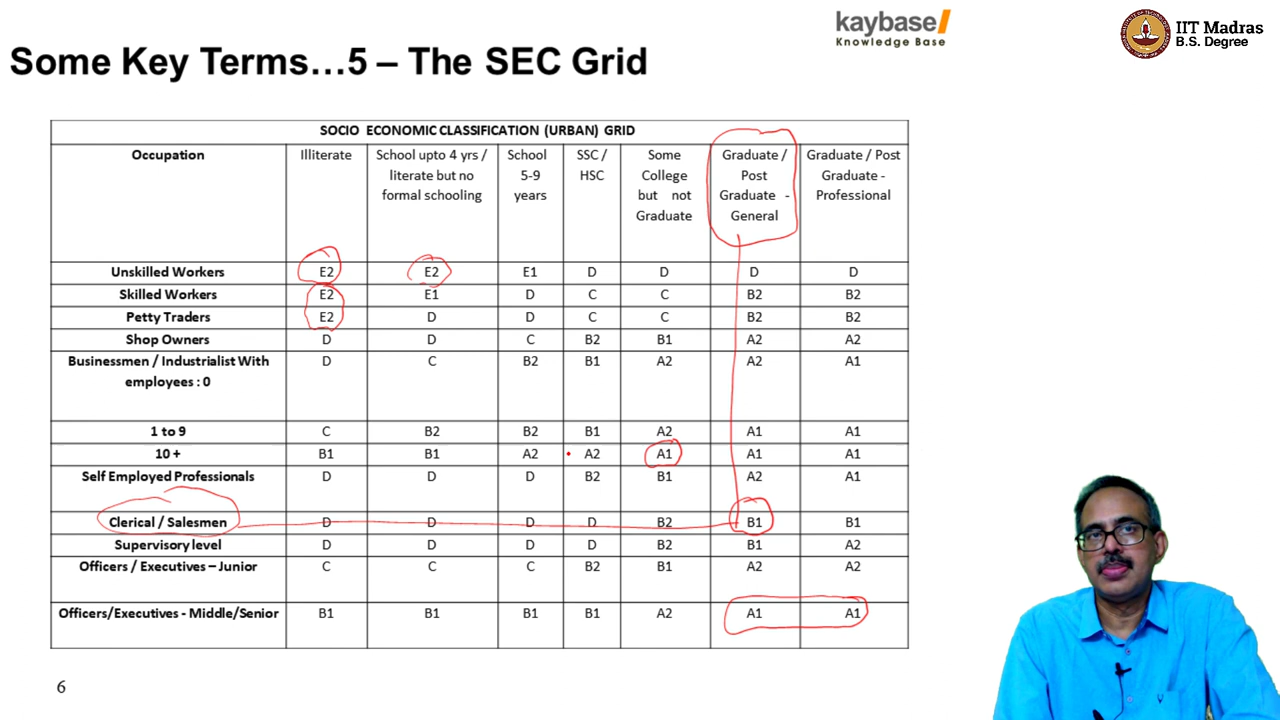 kaybase/
Knowledge Base
IIT Madras
B.S. Degree
Some Key Terms…5 – The SEC Grid
SOCIO ECONOMIC CLASSIFICATION (URBAN) GRID
Occupation Illiterate School upto 4 yrs / School SSC / Some Graduate / Graduate / Post
literate but no 5-9 HSC College Post Graduate -
formal schooling years but not Graduate - Professional
Graduate General
Unskilled Workers E2 E2 E1 D D D D
Skilled Workers E2 E1 D C C B2 B2
Petty Traders E2 D D C C B2 B2
Shop Owners D D C B2 B1 A2 A2
Businessmen / Industrialist With D C B2 B1 A2 A2 A1
employees : 0
1 to 9 C B2 B2 B1 A2 A1 A1
10 + B1 B1 A2 A2 A1 A1 A1
Self Employed Professionals D D D B2 B1 A2 A1
Clerical / Salesmen D D D D B2 B1 B1
Supervisory level D D D D B2 B1 A2
Officers / Executives – Junior C C C B2 B1 A2 A2
Officers/Executives - Middle/Senior B1 B1 B1 B1 A2 A1 A1
6